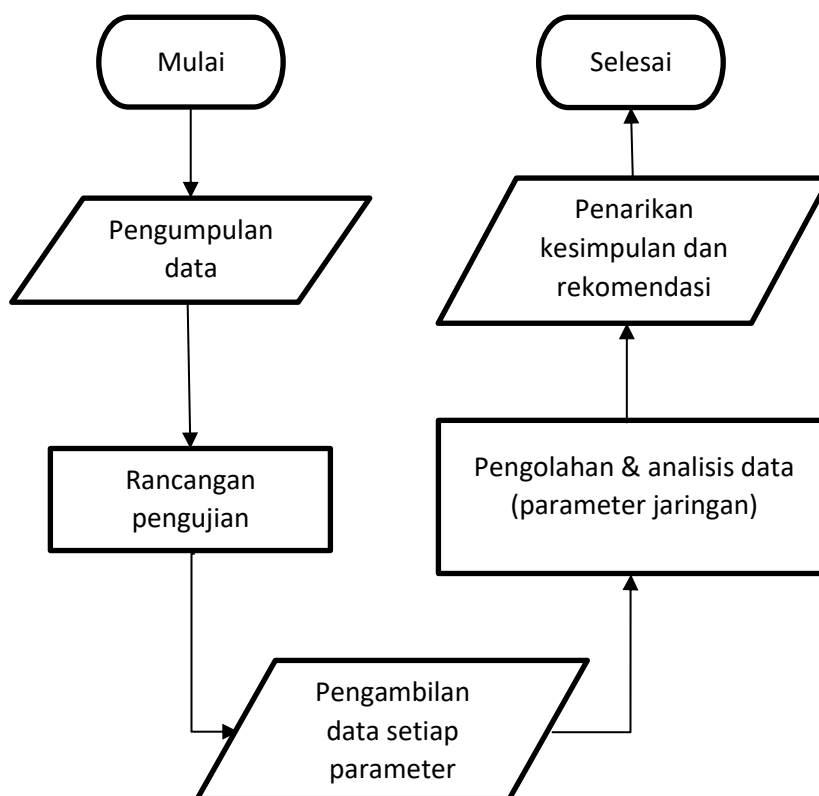 Mulai
Pengumpulan
data
Rancangan
pengujian
Pengambilan
data setiap
parameter
Pengolahan & analisis data
(parameter jaringan)
Penarikan
kesimpulan dan
rekomendasi
Selesai